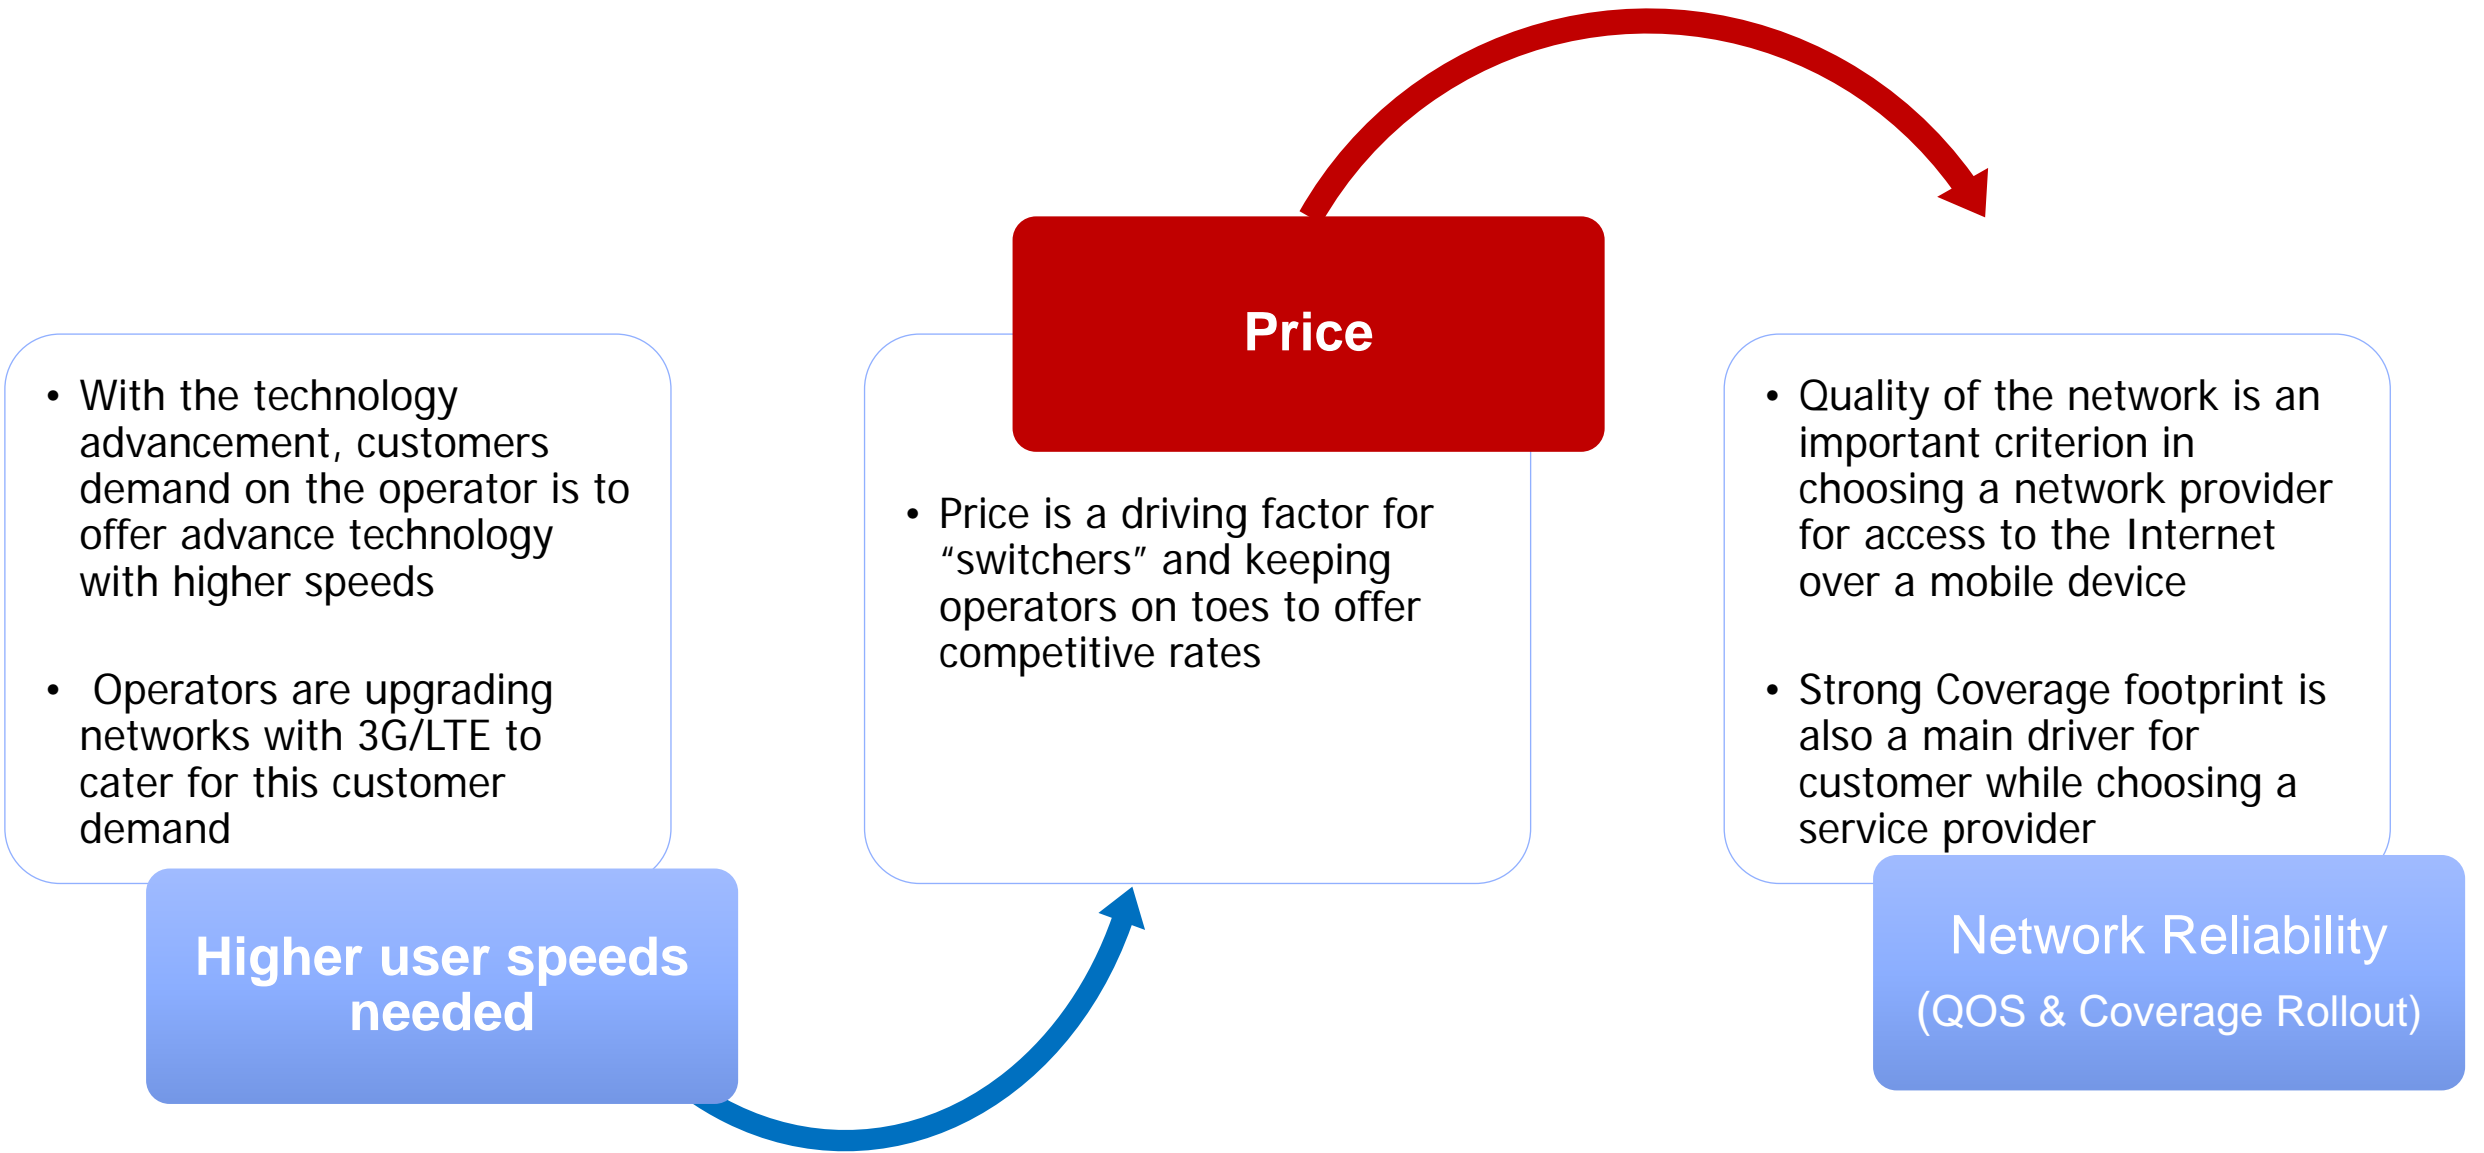 • With the technology
advancement, customers
demand on the operator is to
offer advance technology
with higher speeds
• Operators are upgrading
networks with 3G/LTE to
cater for this customer
demand
Higher user speeds
needed
Price
• Price is a driving factor for
“switchers” and keeping
operators on toes to offer
competitive rates
• Quality of the network is an
important criterion in
choosing a network provider
for access to the Internet
over a mobile device
• Strong Coverage footprint is
also a main driver for
customer while choosing a
service provider
Network Reliability
(QOS & Coverage Rollout)